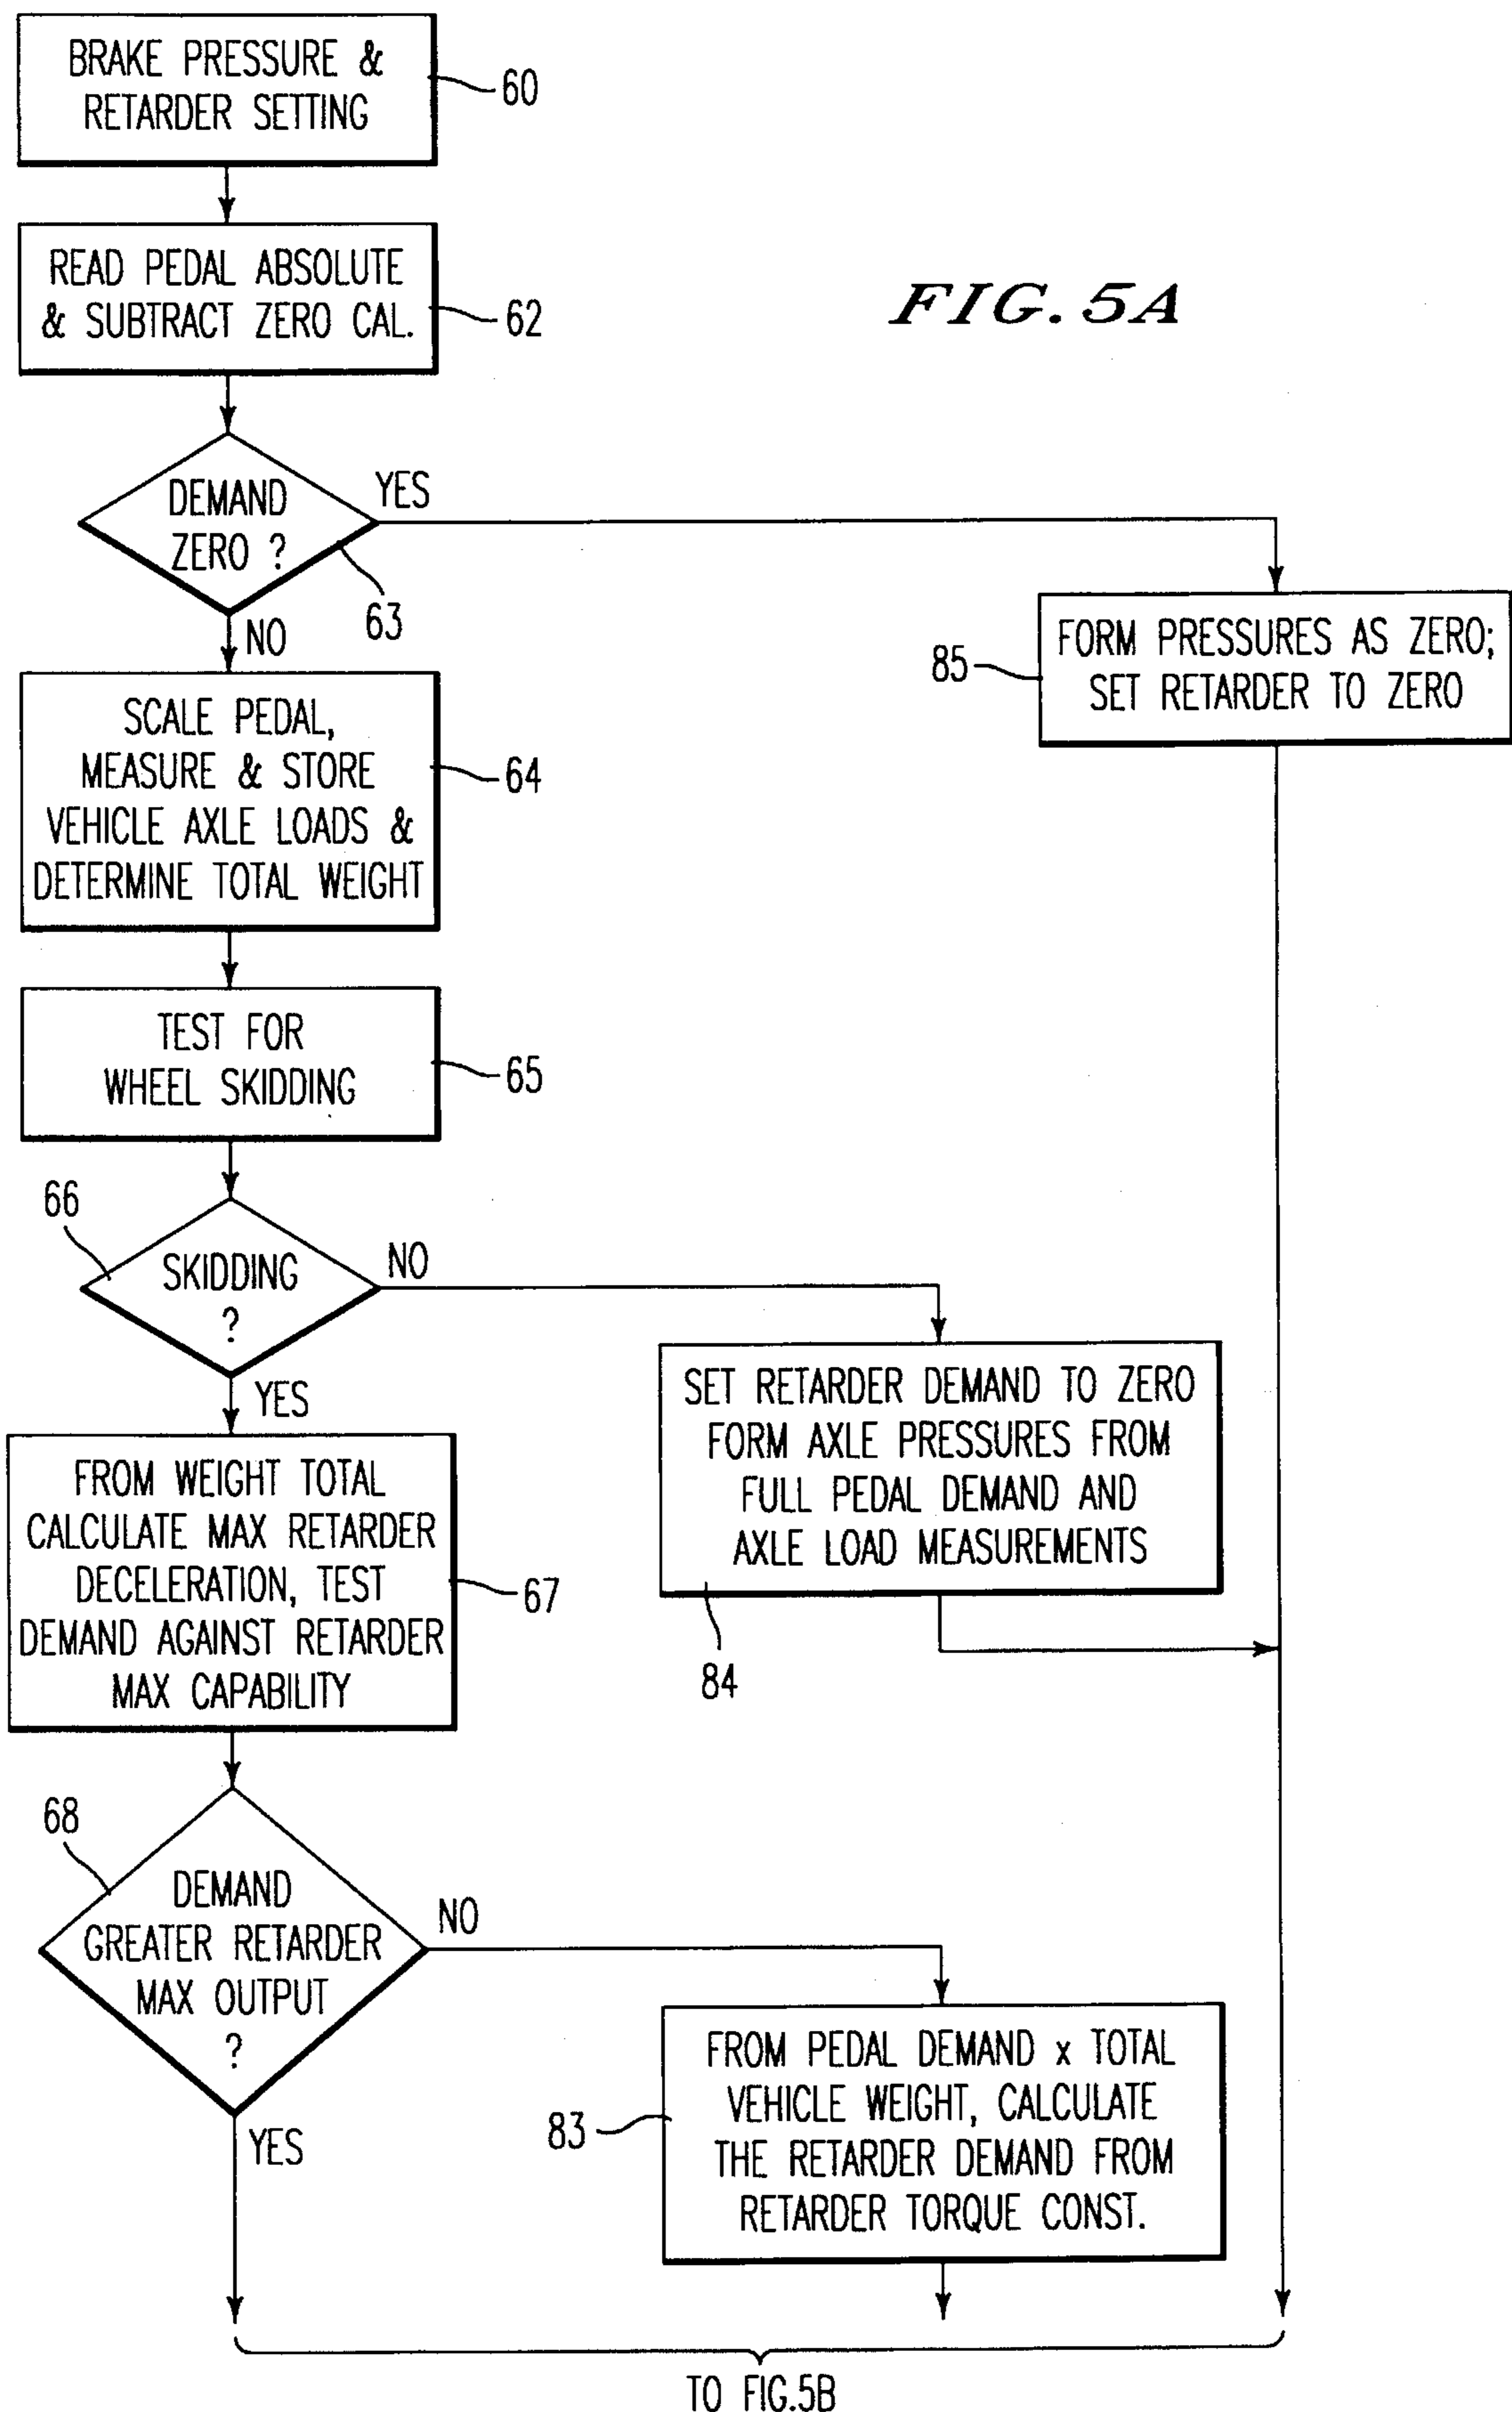 BRAKE PRESSURE &
RETARDER SETTING
60
READ PEDAL ABSOLUTE
& SUBTRACT ZERO CAL.
62
FIG. 5A
DEMAND
ZERO ?
YES
63
NO
FORM PRESSURES AS ZERO;
SET RETARDER TO ZERO
85
SCALE PEDAL,
MEASURE & STORE
VEHICLE AXLE LOADS &
DETERMINE TOTAL WEIGHT
64
TEST FOR
WHEEL SKIDDING
65
66
SKIDDING
?
NO
YES
SET RETARDER DEMAND TO ZERO
FORM AXLE PRESSURES FROM
FULL PEDAL DEMAND AND
AXLE LOAD MEASUREMENTS
84
FROM WEIGHT TOTAL
CALCULATE MAX RETARDER
DECELERATION, TEST
DEMAND AGAINST RETARDER
MAX CAPABILITY
67
68
DEMAND
GREATER RETARDER
MAX OUTPUT
?
NO
YES
FROM PEDAL DEMAND x TOTAL
VEHICLE WEIGHT, CALCULATE
THE RETARDER DEMAND FROM
RETARDER TORQUE CONST.
83
TO FIG.5B